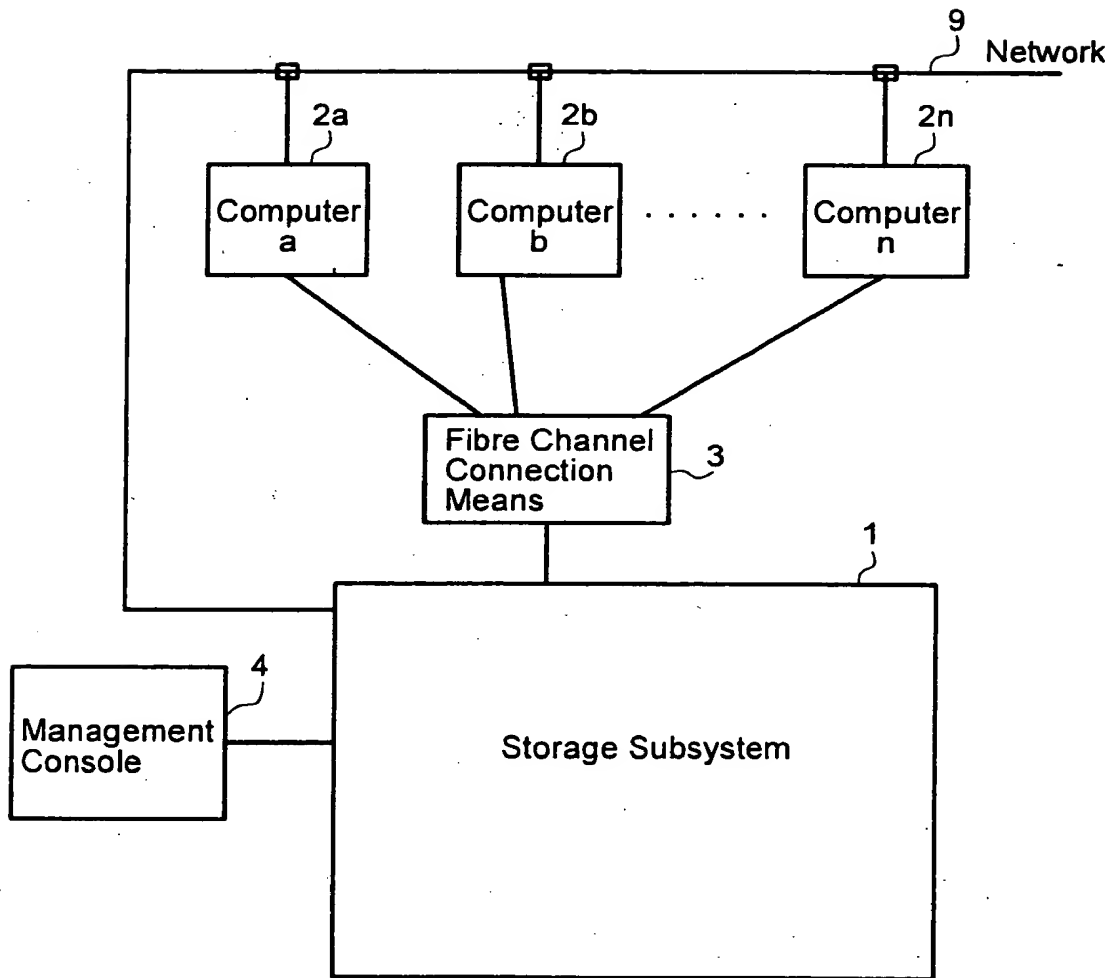 9
Network
2a
2b
2n
Computer
a
Computer
b
. . . . . .
Computer
n
Fibre Channel
Connection
Means
3
1
4
Management
Console
Storage Subsystem